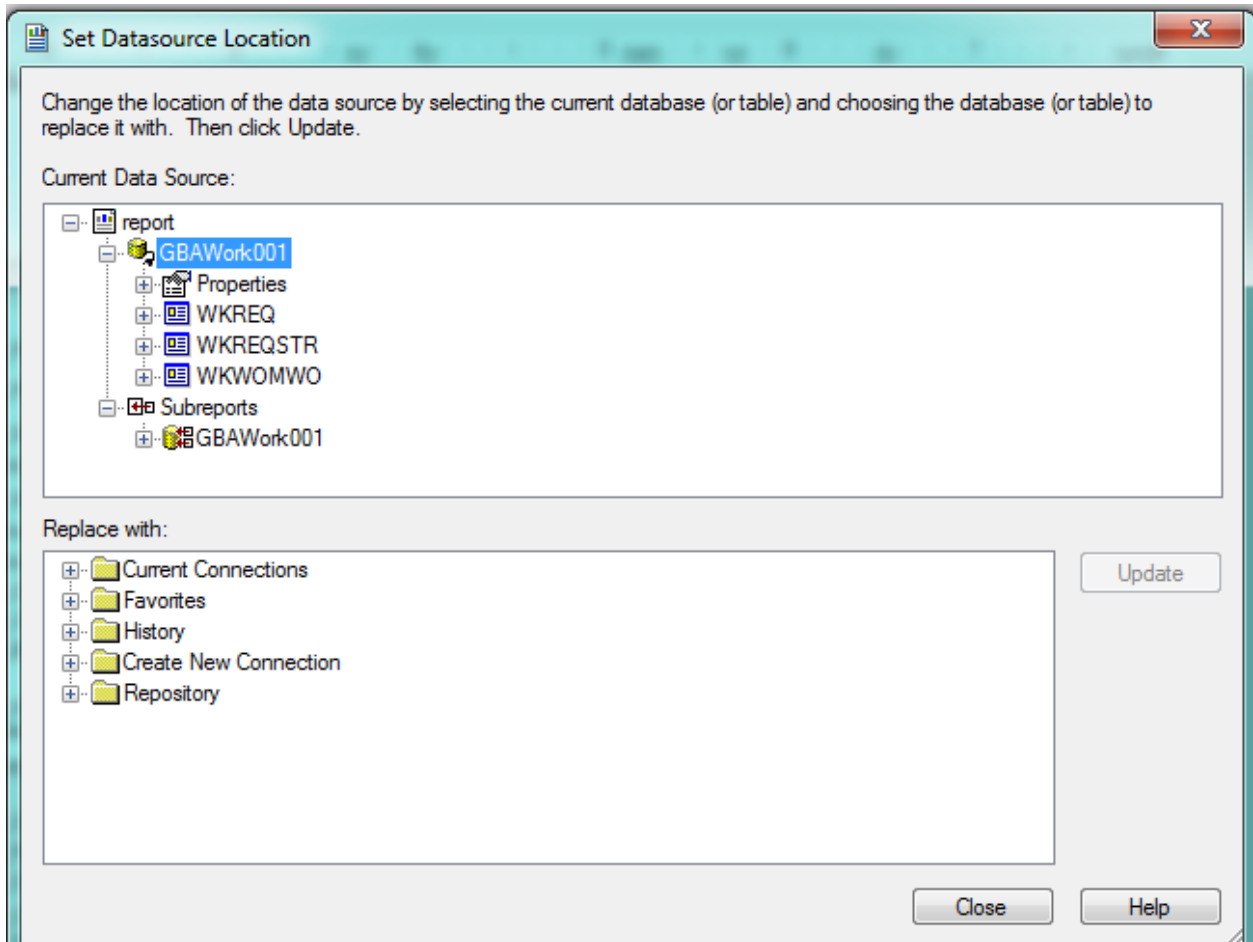 Set Datasource Location
Change the location of the data source by selecting the current database (or table) and choosing the database (or table) to
replace it with. Then click Update.
Current Data Source:
report
GBAWork001
Properties
WKREQ
WKREQSTR
WKWOMWO
Subreports
GBAWork001
Replace with:
Current Connections
Update
Favorites
History
Create New Connection
Repository
Close
Help